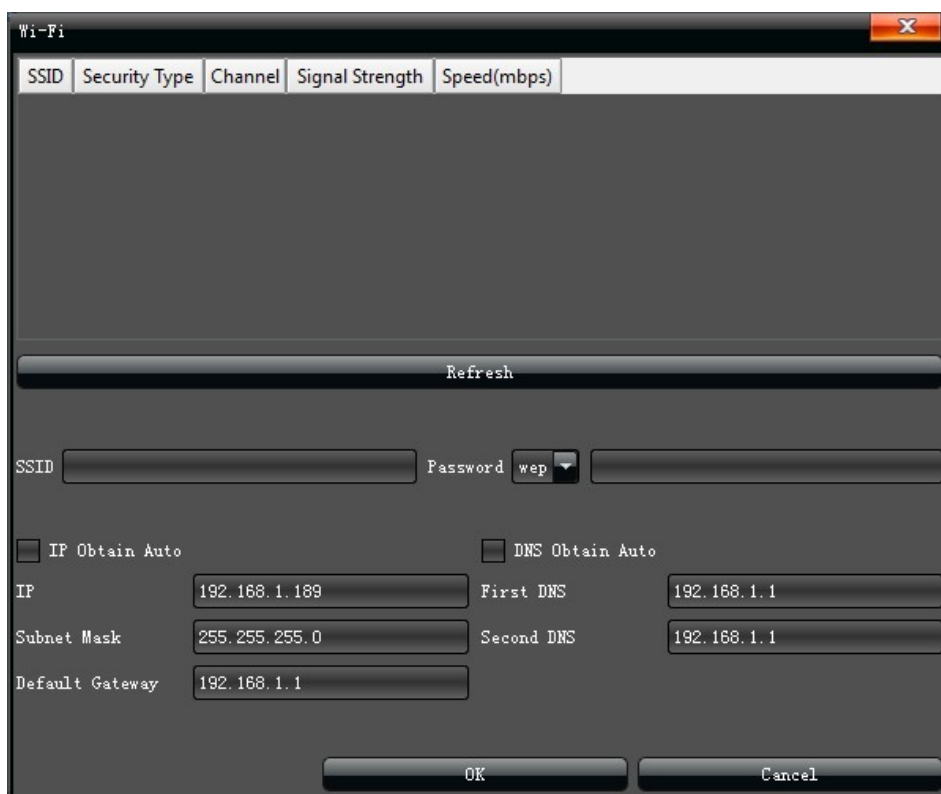 Wi-Fi
SSID Security Type Channel Signal Strength Speed(mbps)
Refresh
SSID Password wep
IP Obtain Auto DNS Obtain Auto
IP 192.168.1.189 First DNS 192.168.1.1
Subnet Mask 255.255.255.0 Second DNS 192.168.1.1
Default Gateway 192.168.1.1
OK Cancel